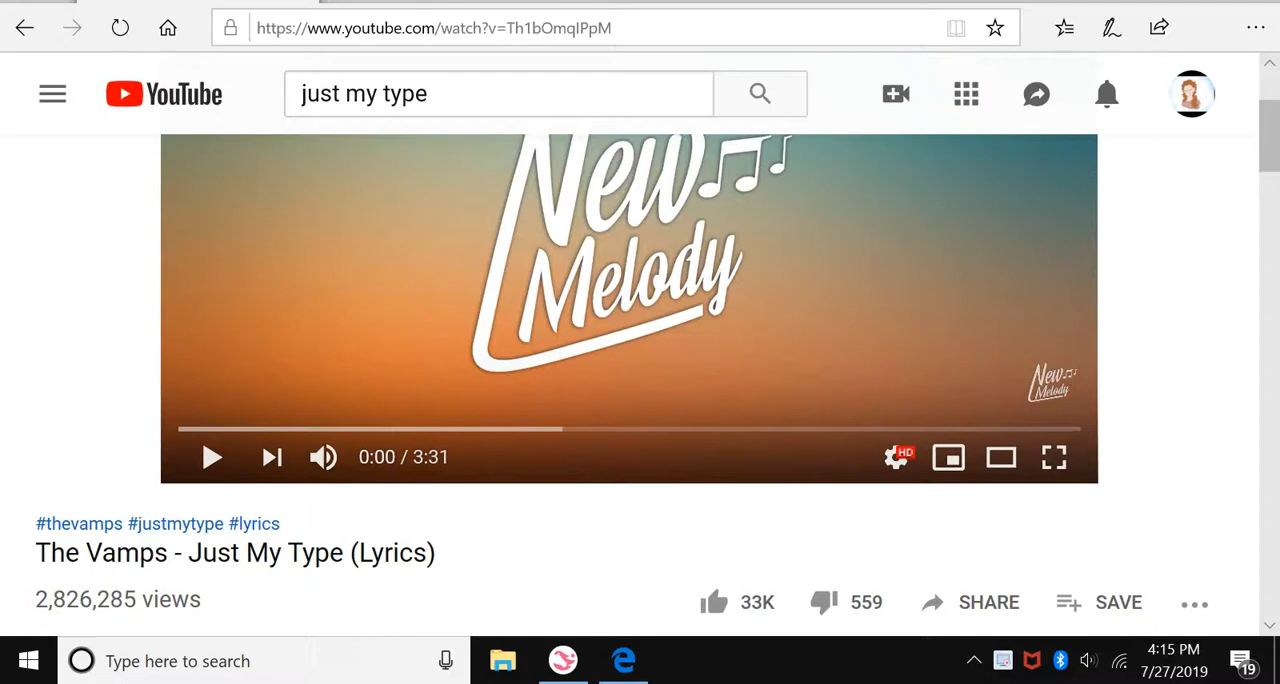 https://www.youtube.com/watch?v=Th1bOmqIPpM
YouTube
just my type
New
Melody
New
Melody
0:00 / 3:31
HD
#thevamps #justmytype #lyrics
The Vamps - Just My Type (Lyrics)
2,826,285 views
33K
559
SHARE
SAVE
Type here to search
4:15 PM
7/27/2019
19